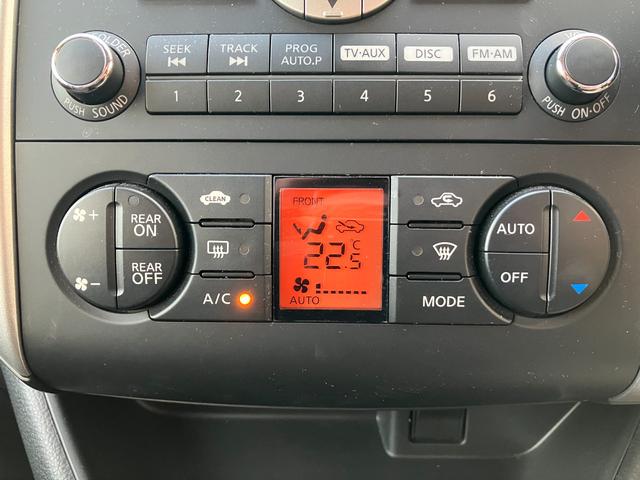 FOLDER
PUSH SOUND
SEEK
TRACK
PROG
AUTO.P
TV·AUX
DISC
FM·AM
1
2
3
4
5
6
PUSH ON·OFF
CLEAN
REAR
ON
REAR
OFF
A/C
FRONT
22.5 °C
AUTO
MODE
AUTO
OFF